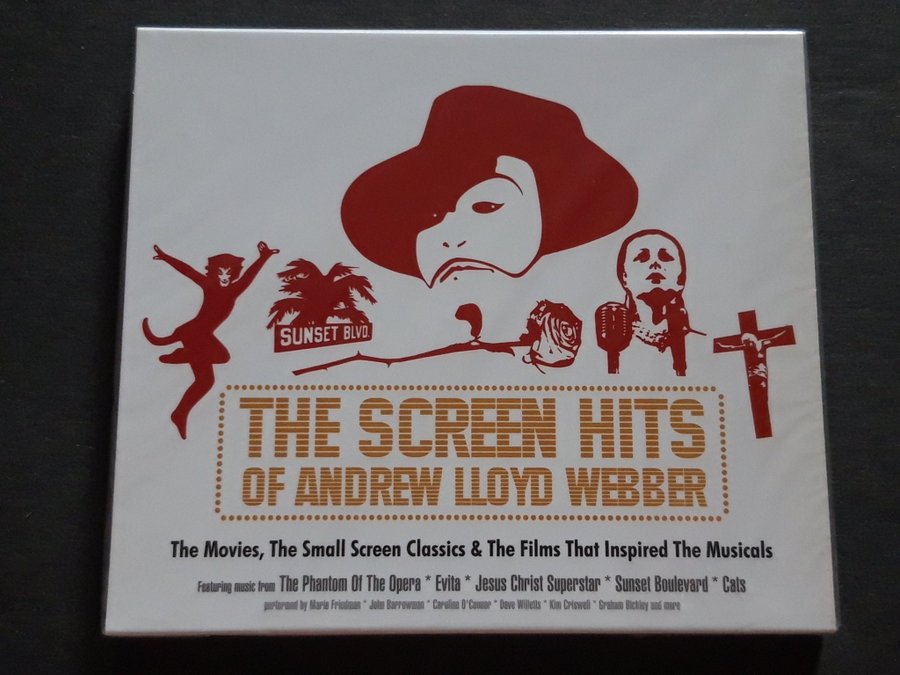 SUNSET BLVD.
THE SCREEN HITS
OF ANDREW LLOYD WEBBER
The Movies, The Small Screen Classics & The Films That Inspired The Musicals
Featuring music from The Phantom Of The Opera * Evita * Jesus Christ Superstar * Sunset Boulevard * Cats
performed by Maria Friedman * John Barrowman * Caroline O'Connor * Dave Willetts * Kim Criswell * Graham Bickley and more